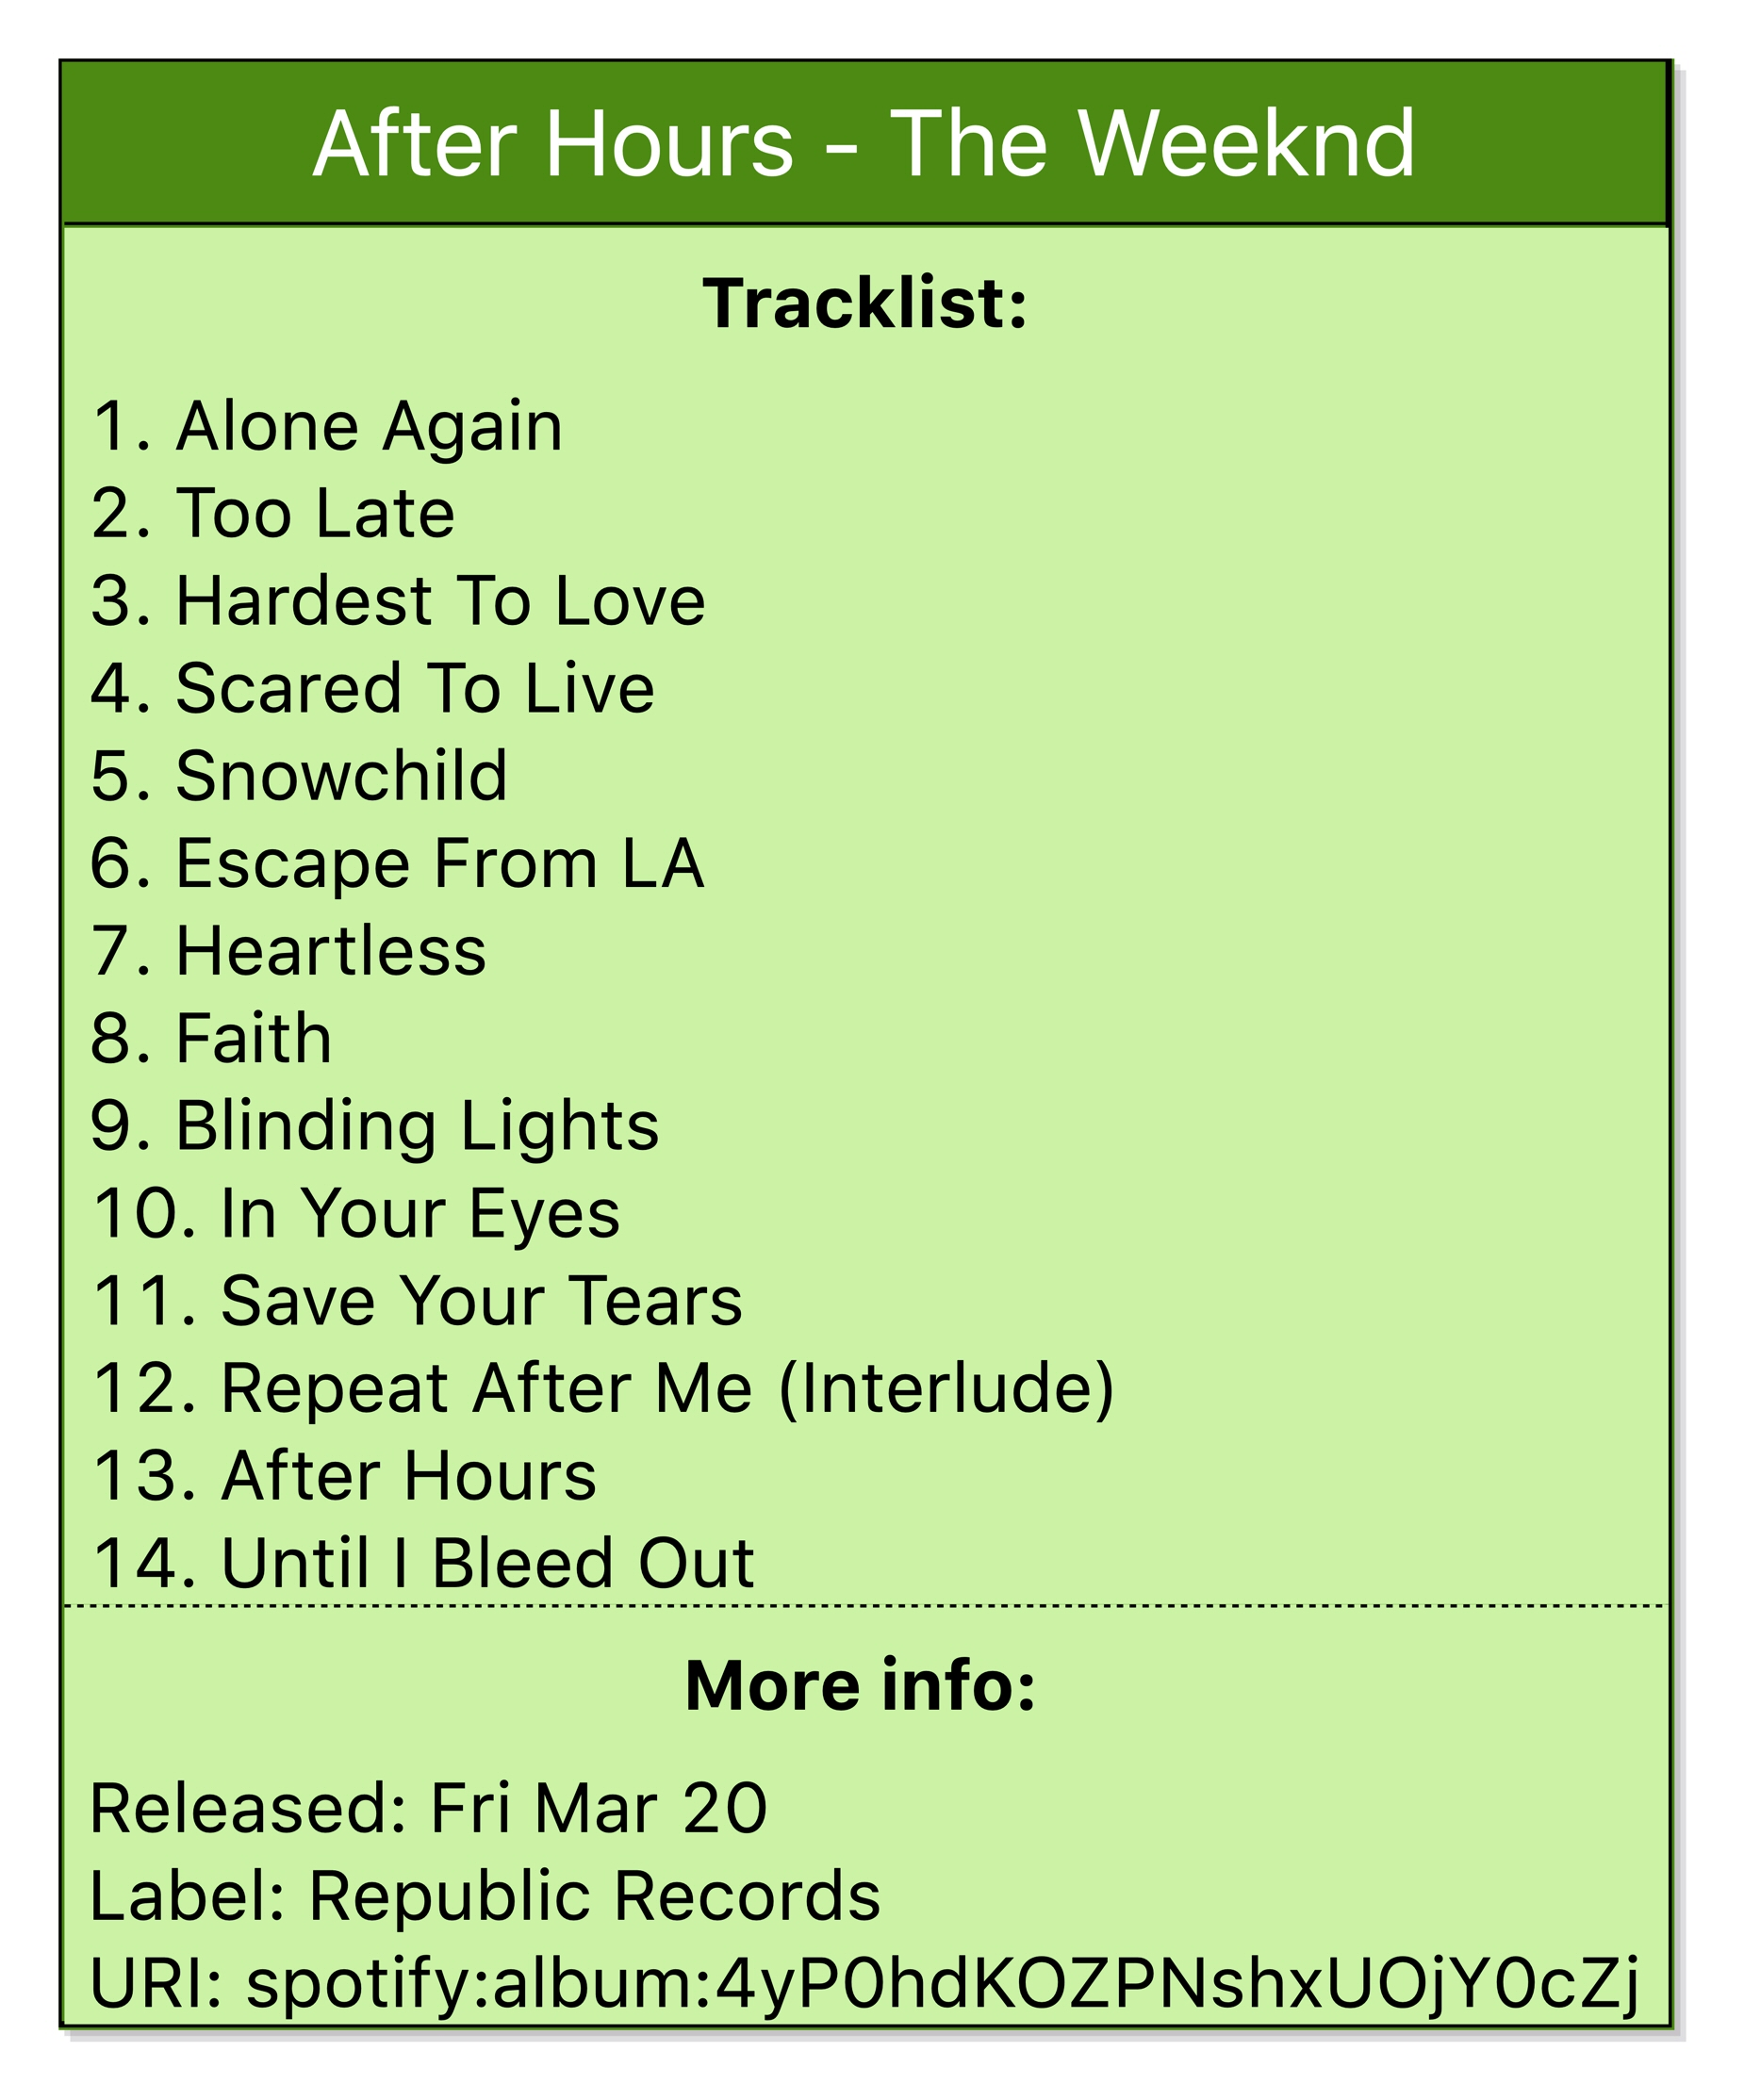 After Hours - The Weeknd
Tracklist:
1. Alone Again
2. Too Late
3. Hardest To Love
4. Scared To Live
5. Snowchild
6. Escape From LA
7. Heartless
8. Faith
9. Blinding Lights
10. In Your Eyes
11. Save Your Tears
12. Repeat After Me (Interlude)
13. After Hours
14. Until I Bleed Out
More info:
Released: Fri Mar 20
Label: Republic Records
URI: spotify:album:4yP0hdKOZPNshxUOjY0cZj